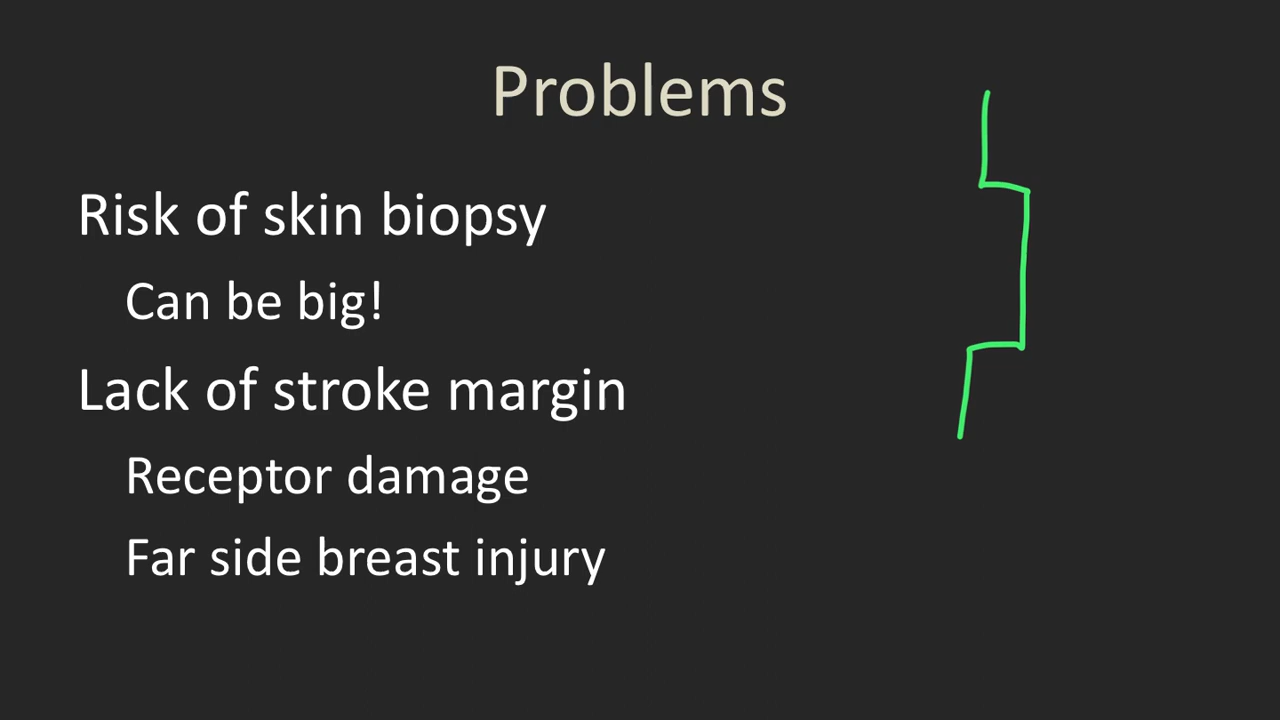 Problems
Risk of skin biopsy
Can be big!
Lack of stroke margin
Receptor damage
Far side breast injury